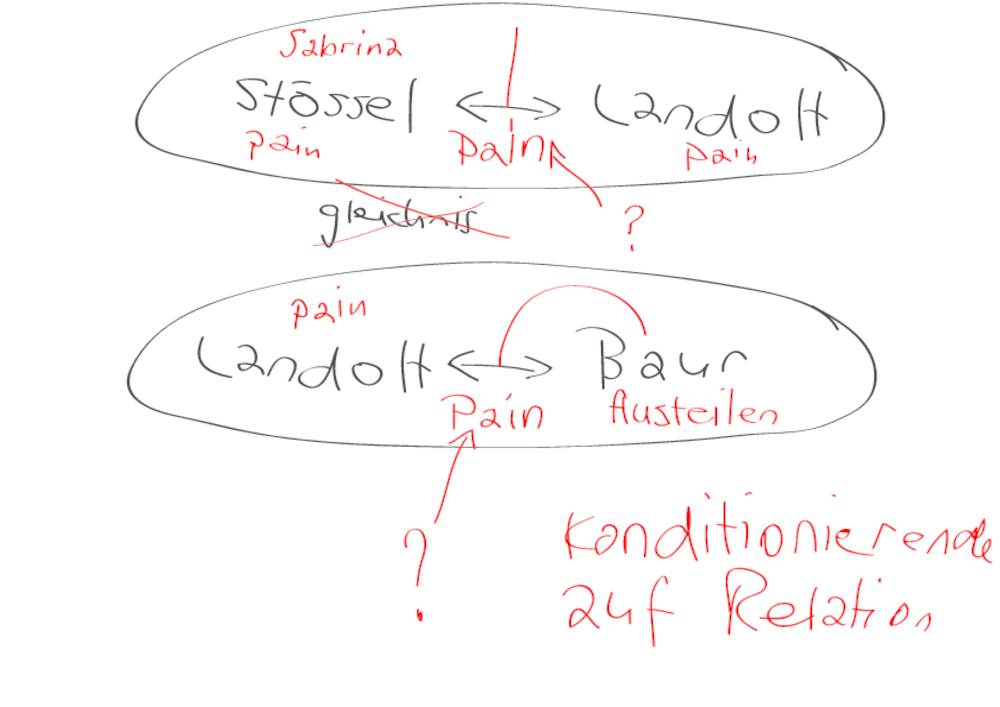 Sabrina
Stössel ↔ Landolt
pain Pain Pain
gleichnis
?
pain
Landolt ↔ Baur
Pain Austeilen
?
Konditionierende
auf Relation